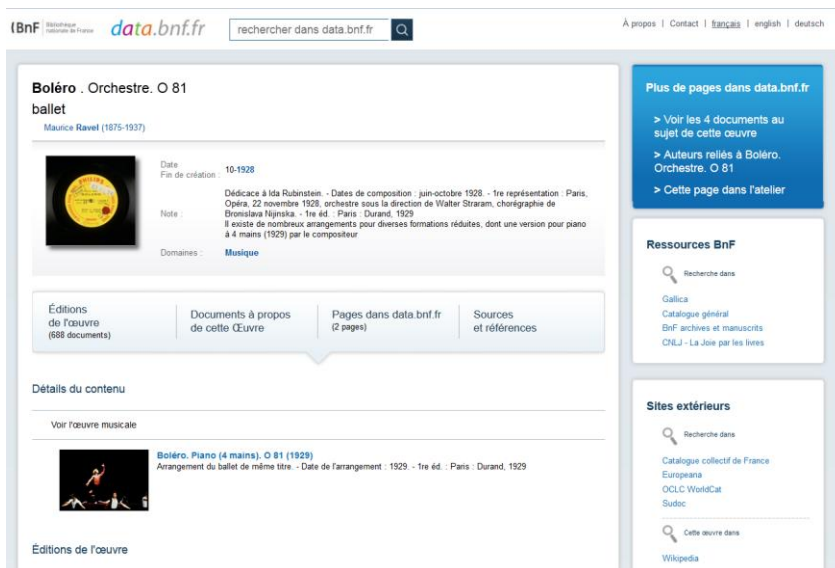 {BnF Bibliothèque nationale de France data.bnf.fr rechercher dans data.bnf.fr
À propos | Contact | français | english | deutsch
Boléro . Orchestre. O 81
ballet
Maurice Ravel (1875-1937)
PHILIPS
Date
Fin de création : 10-1928
Note :
Dédicace à Ida Rubinstein. - Dates de composition : juin-octobre 1928. - 1re représentation : Paris,
Opéra, 22 novembre 1928, orchestre sous la direction de Walter Straram, chorégraphie de
Bronislava Nijinska. - 1re éd. : Paris : Durand, 1929
Il existe de nombreux arrangements pour diverses formations réduites, dont une version pour piano
à 4 mains (1929) par le compositeur
Domaines : Musique
Éditions
de l'œuvre
(688 documents)
Documents à propos
de cette Œuvre
Pages dans data.bnf.fr
(2 pages)
Sources
et références
Détails du contenu
Voir l'œuvre musicale
Boléro. Piano (4 mains). O 81 (1929)
Arrangement du ballet de même titre. - Date de l'arrangement : 1929. - 1re éd. : Paris : Durand, 1929
Éditions de l'œuvre
Plus de pages dans data.bnf.fr
> Voir les 4 documents au
sujet de cette œuvre
> Auteurs reliés à Boléro.
Orchestre. O 81
> Cette page dans l'atelier
Ressources BnF
Recherche dans
Gallica
Catalogue général
BnF archives et manuscrits
CNLJ - La Joie par les livres
Sites extérieurs
Recherche dans
Catalogue collectif de France
Europeana
OCLC WorldCat
Sudoc
Cette œuvre dans
Wikipedia